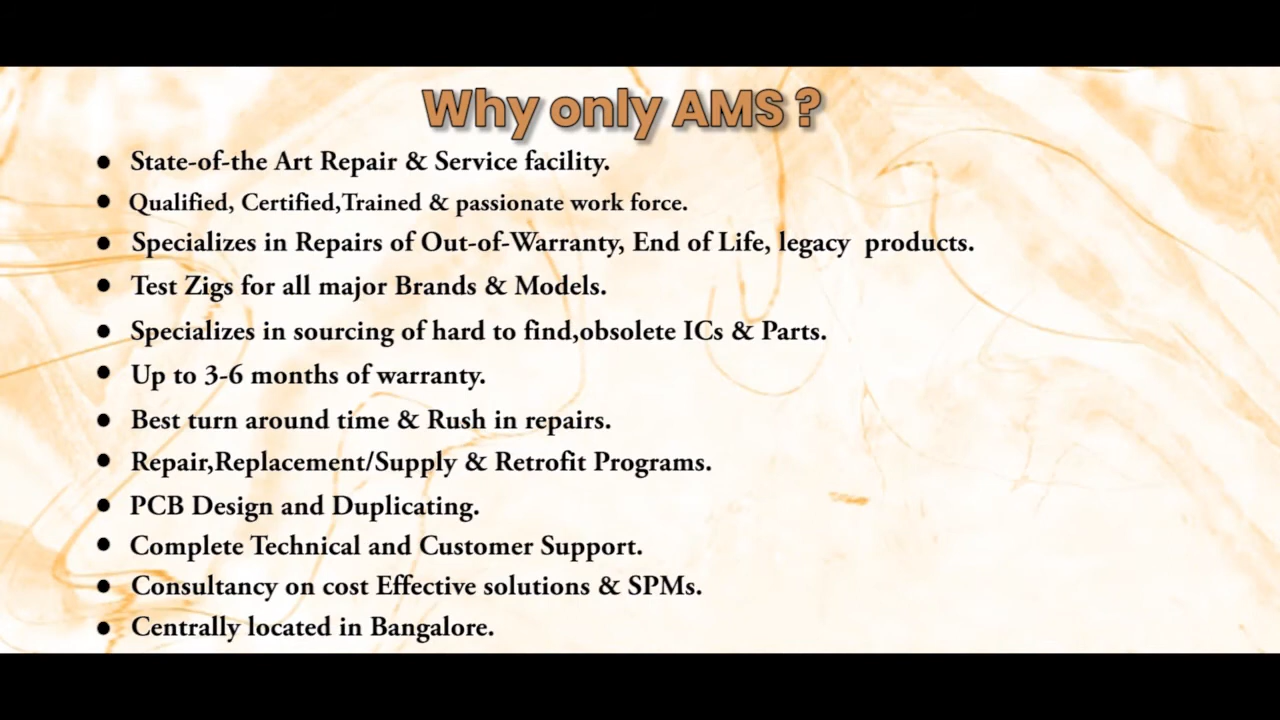 Why only AMS ?
● State-of-the Art Repair & Service facility.
● Qualified, Certified,Trained & passionate work force.
● Specializes in Repairs of Out-of-Warranty, End of Life, legacy  products.
● Test Zigs for all major Brands & Models.
● Specializes in sourcing of hard to find,obsolete ICs & Parts.
● Up to 3-6 months of warranty.
● Best turn around time & Rush in repairs.
● Repair,Replacement/Supply & Retrofit Programs.
● PCB Design and Duplicating.
● Complete Technical and Customer Support.
● Consultancy on cost Effective solutions & SPMs.
● Centrally located in Bangalore.